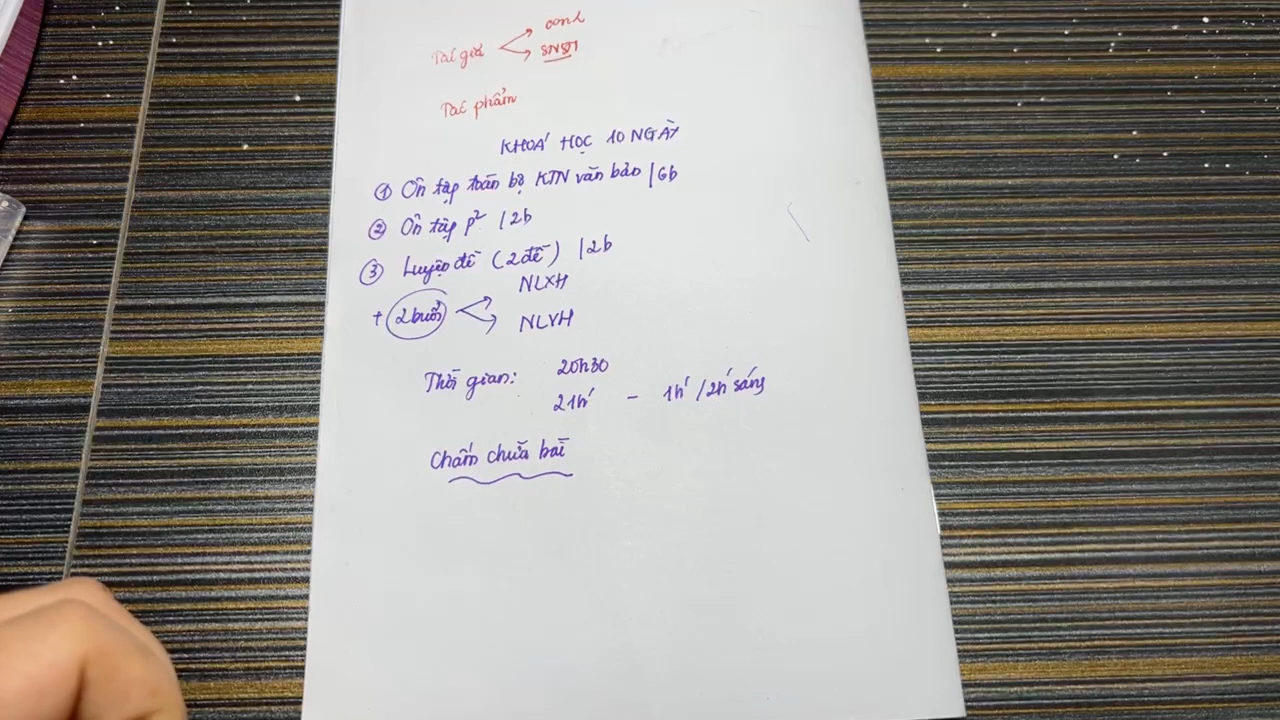 Tác giả
SNST
Tác phẩm
KHOÁ HỌC 10 NGÀY
① Ôn tập toàn bộ KTN văn bản | 6b
② Ôn tập P² | 2b
③ Luyện đề (2 đề) | 2b
+ 2 buổi
NLXH
NLVH
Thời gian: 20h30
21h' - 1h' / 2h' sáng
Chấm chữa bài